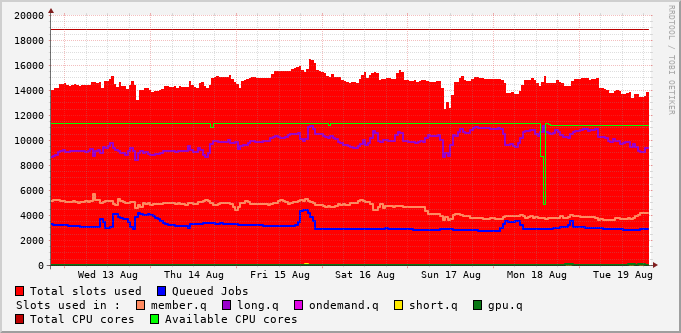 20000
18000
16000
14000
12000
10000
8000
6000
4000
2000
0
Wed 13 Aug Thu 14 Aug Fri 15 Aug Sat 16 Aug Sun 17 Aug Mon 18 Aug Tue 19 Aug
RRDTOOL / TOBI OETIKER
Total slots used Queued Jobs
Slots used in : member.q long.q ondemand.q short.q gpu.q
Total CPU cores Available CPU cores